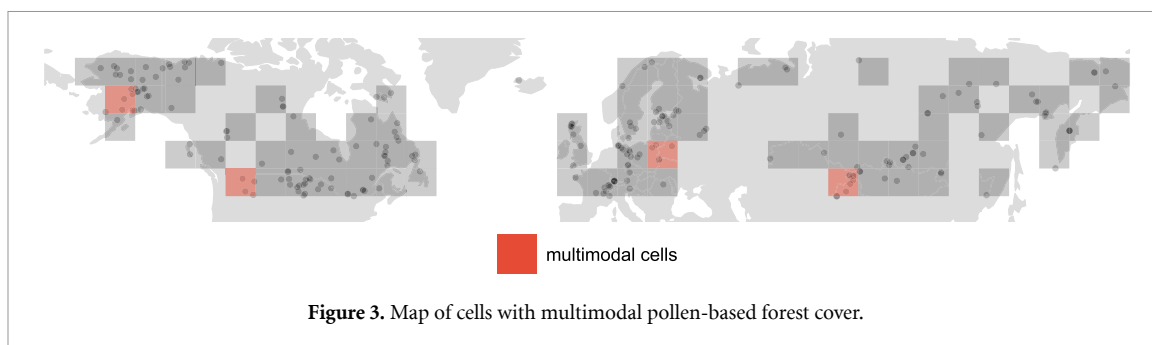 multimodal cells
Figure 3. Map of cells with multimodal pollen-based forest cover.